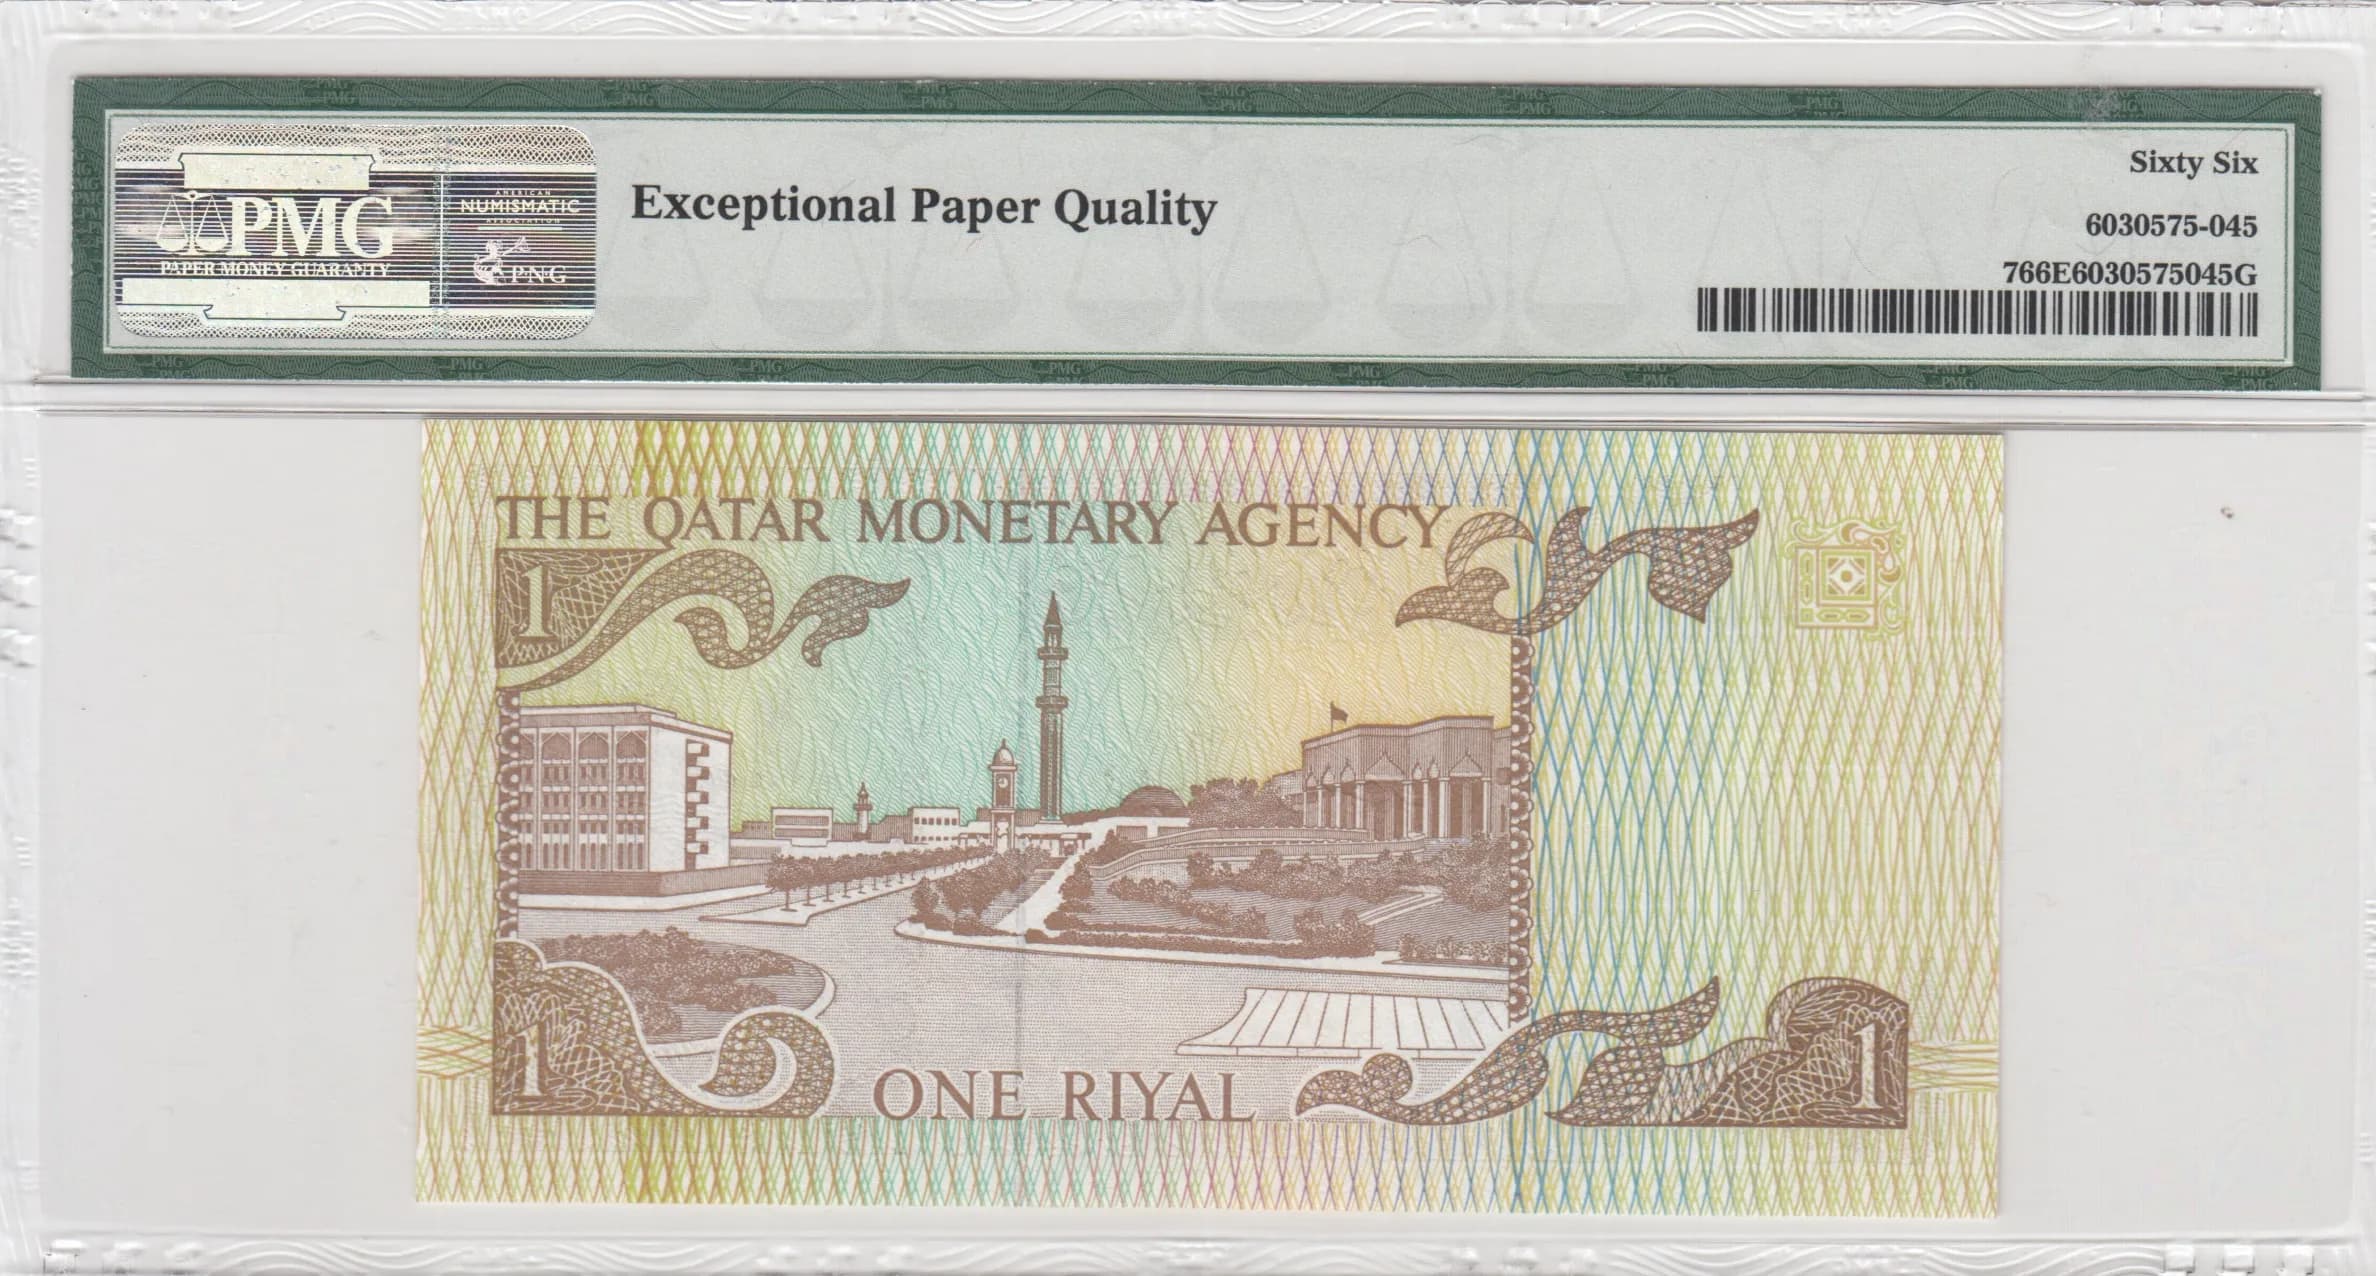 PMG
PAPER MONEY GUARANTY
AMERICAN
NUMISMATIC
ASSOCIATION
PNG
Exceptional Paper Quality
Sixty Six
6030575-045
766E6030575045G
THE QATAR MONETARY AGENCY
1
1
ONE RIYAL
1